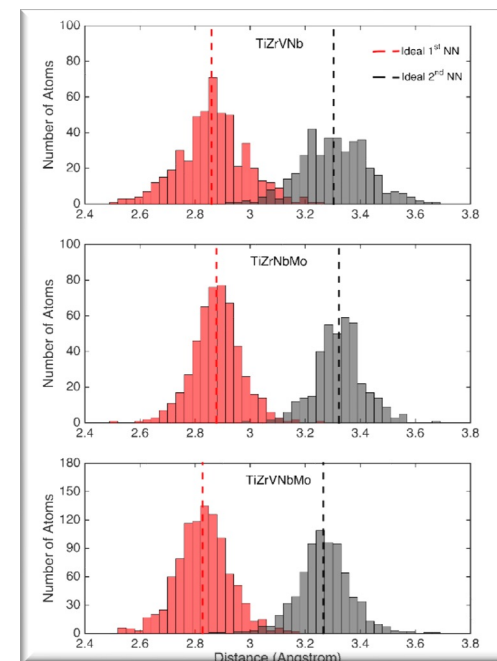 100
TiZrVNb
Ideal 1st NN
80
Ideal 2nd NN
60
40
20
0
Number of Atoms
2.4 2.6 2.8 3 3.2 3.4 3.6 3.8
100
TiZrNbMo
80
60
40
20
0
Number of Atoms
2.4 2.6 2.8 3 3.2 3.4 3.6 3.8
180
TiZrVNbMo
150
120
90
60
30
0
Number of Atoms
2.4 2.6 2.8 3 3.2 3.4 3.6 3.8
Distance (Angstrom)